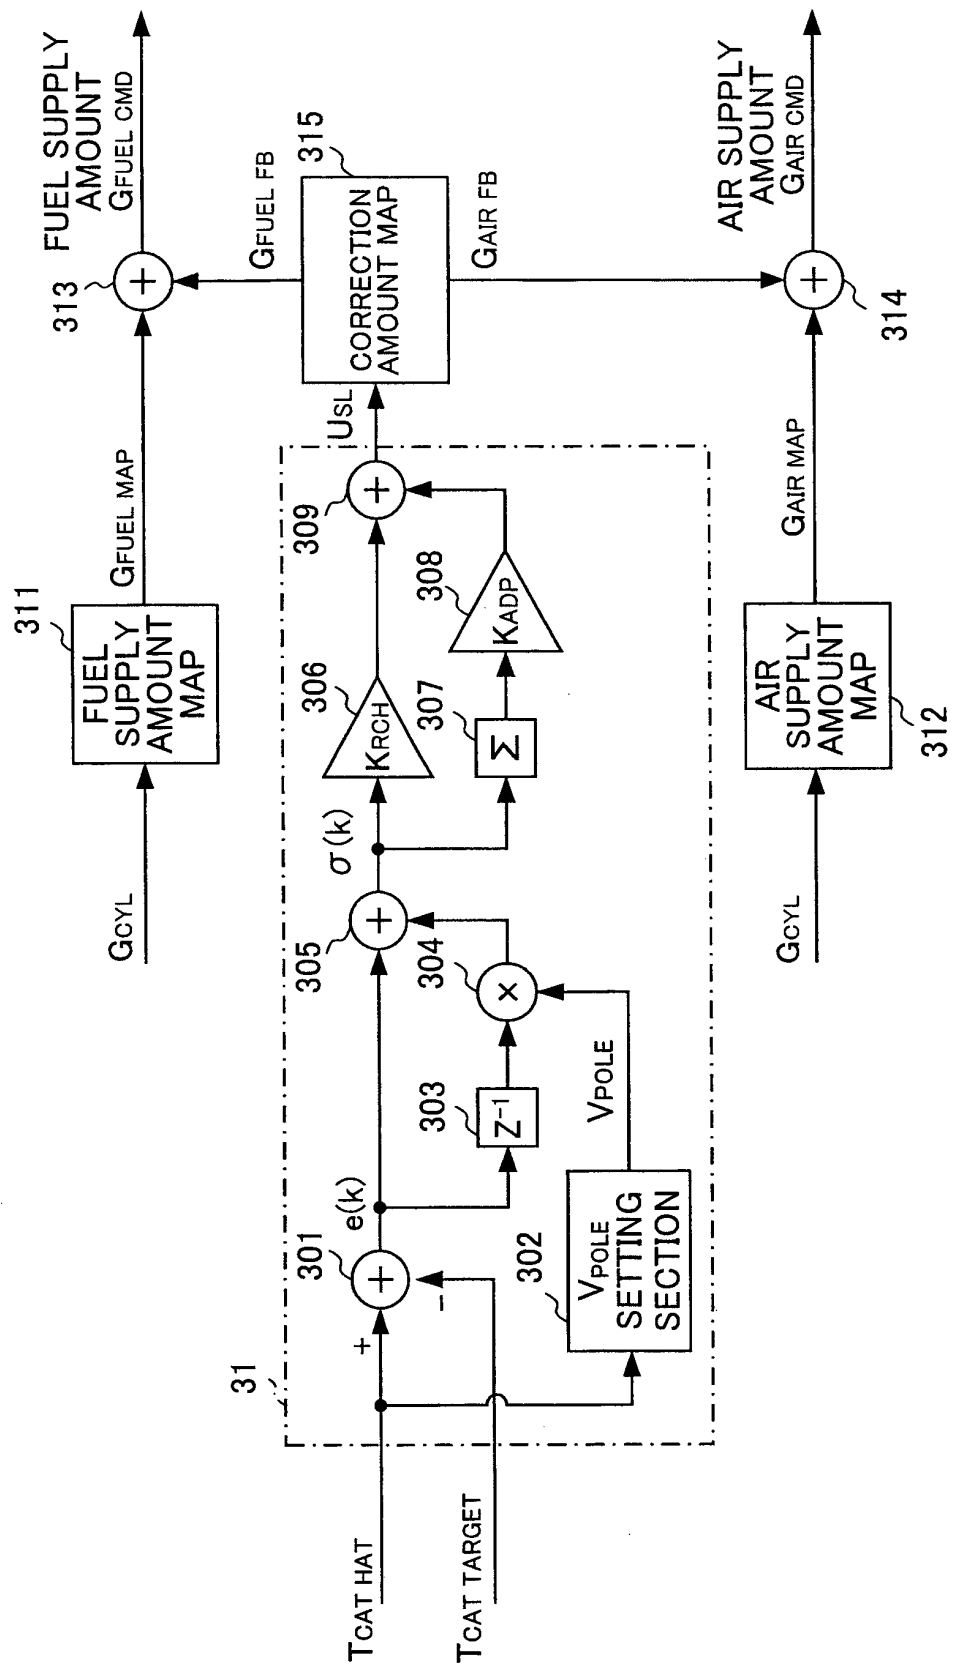 GCYL
311
FUEL
SUPPLY
AMOUNT
MAP
GFUEL MAP
313
+
FUEL SUPPLY
AMOUNT
GFUEL CMD
GFUEL FB
315
CORRECTION
AMOUNT MAP
GAIR FB
USL
31
TCAT HAT
TCAT TARGET
+
-
301
+
e(k)
302
VPOLE
SETTING
SECTION
VPOLE
303
Z-1
304
×
305
+
σ(k)
306
KRCH
307
Σ
308
KADP
309
+
GCYL
AIR
SUPPLY
AMOUNT
MAP
312
GAIR MAP
+
314
AIR SUPPLY
AMOUNT
GAIR CMD